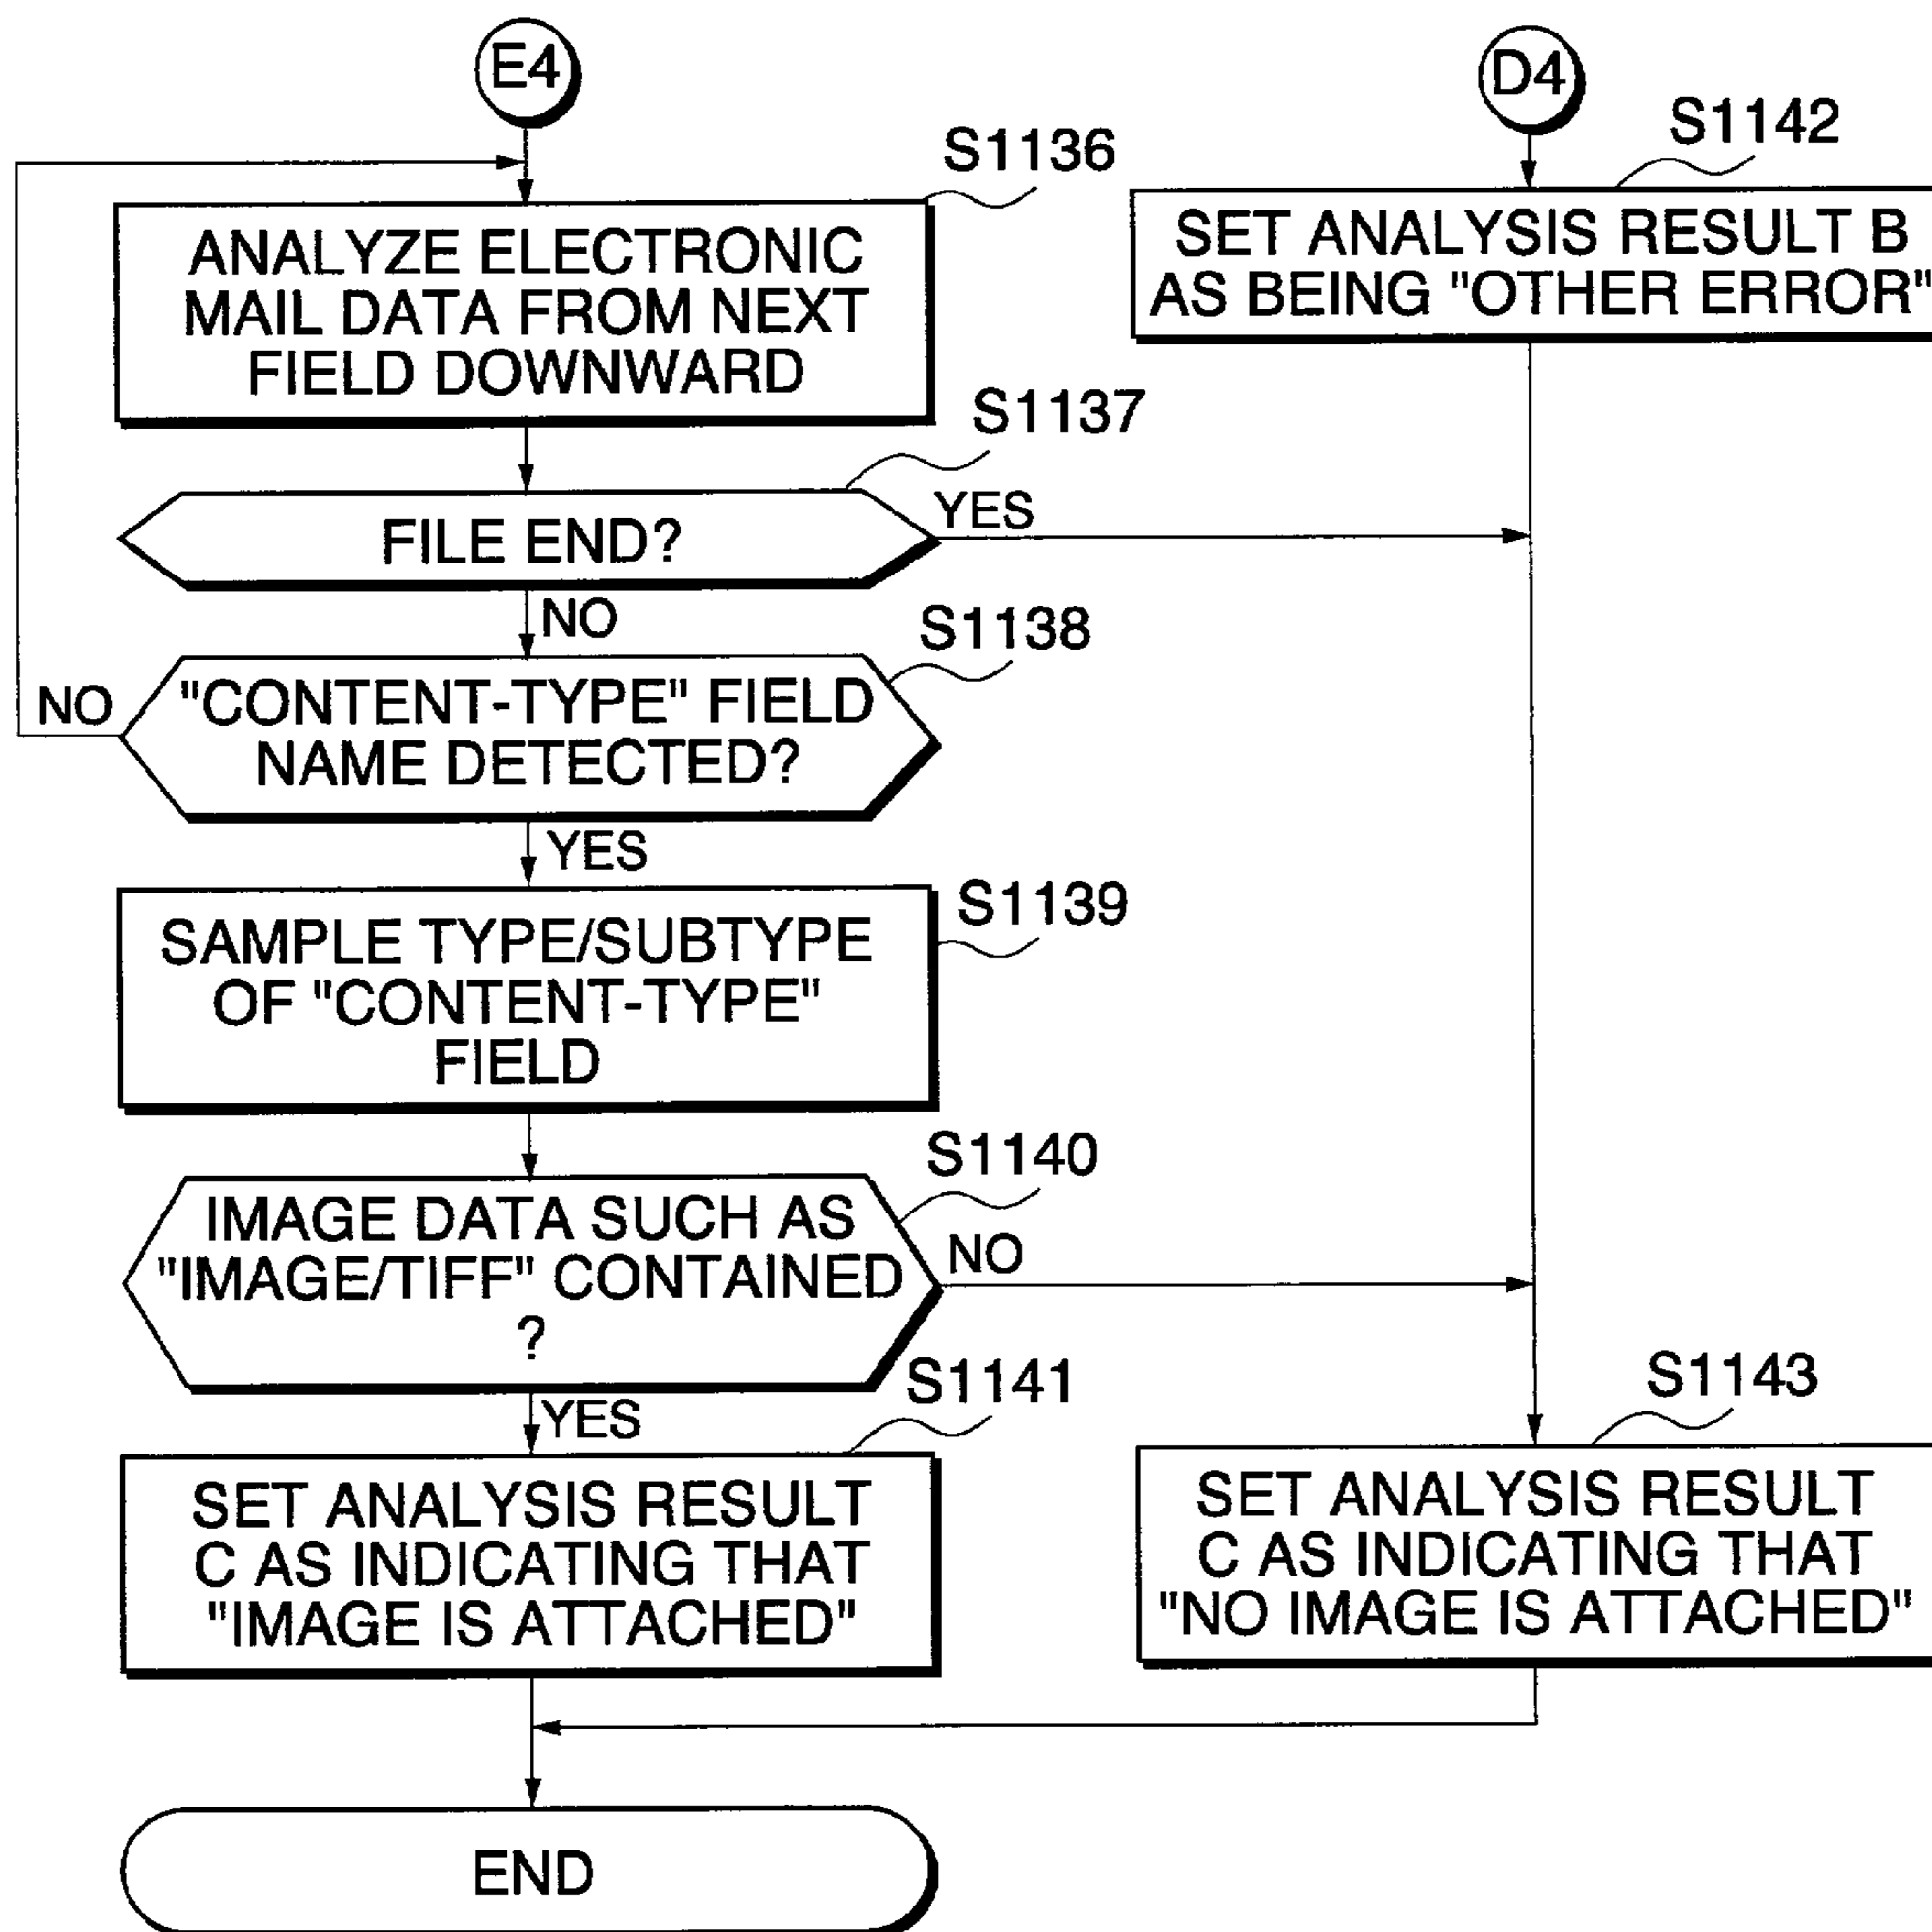 E4
D4
S1136
S1142
ANALYZE ELECTRONIC
MAIL DATA FROM NEXT
FIELD DOWNWARD
SET ANALYSIS RESULT B
AS BEING "OTHER ERROR"
S1137
FILE END?
YES
NO
S1138
"CONTENT-TYPE" FIELD
NAME DETECTED?
NO
YES
S1139
SAMPLE TYPE/SUBTYPE
OF "CONTENT-TYPE"
FIELD
S1140
IMAGE DATA SUCH AS
"IMAGE/TIFF" CONTAINED
?
NO
YES
S1141
SET ANALYSIS RESULT
C AS INDICATING THAT
"IMAGE IS ATTACHED"
S1143
SET ANALYSIS RESULT
C AS INDICATING THAT
"NO IMAGE IS ATTACHED"
END